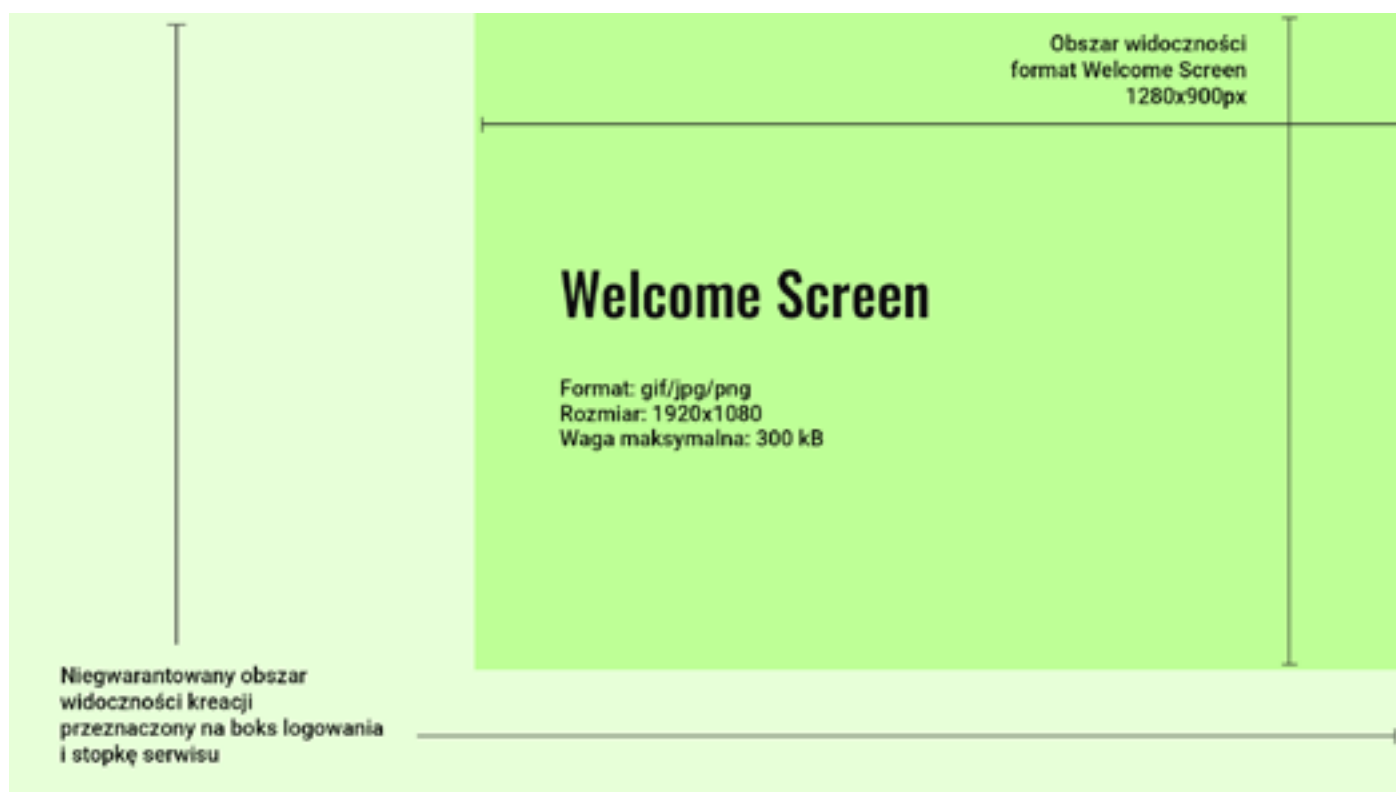 Obszar widoczności
format Welcome Screen
1280x900px
Welcome Screen
Format: gif/jpg/png
Rozmiar: 1920x1080
Waga maksymalna: 300 kB
Niegwarantowany obszar
widoczności kreacji
przeznaczony na boks logowania
i stopkę serwisu